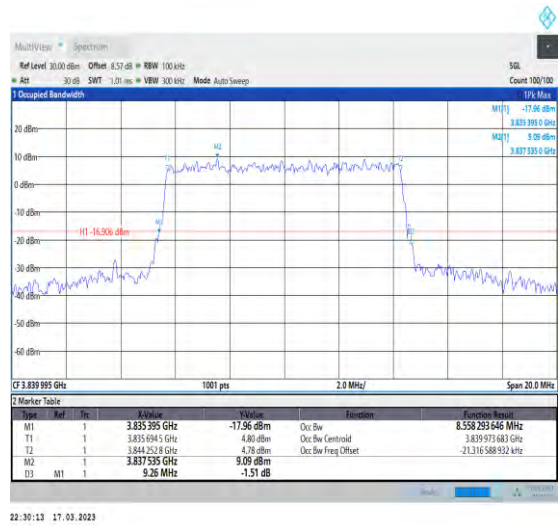 MultiView Spectrum
Ref Level 30.00 dBm Offset 8.57 dB RBW 100 kHz SGL
Att 30 dB SWT 1.01 ms VBW 300 kHz Mode Auto Sweep Count 100/100
1 Occupied Bandwidth 1Pk Max
M1[1] -17.96 dBm
3.835 395 0 GHz
M2[1] 9.09 dBm
3.837 535 0 GHz
20 dBm
M2
10 dBm
T1
0 dBm
-10 dBm
M1
H1 -16.906 dBm
-20 dBm
-30 dBm
-40 dBm
-60 dBm
CF 3.839 995 GHz 1001 pts 2.0 MHz/ Span 20.0 MHz
2 Marker Table
Type Ref Trc X-Value Y-Value Function Function Result
M1 1 3.835 395 GHz -17.96 dBm Occ Bw 8.558 293 646 MHz
T1 1 3.835 694 5 GHz 4.80 dBm Occ Bw Centroid 3.839 973 683 GHz
T2 1 3.844 252 8 GHz 4.78 dBm Occ Bw Freq Offset -21.316 588 932 kHz
M2 1 3.837 535 GHz 9.09 dBm
D3 M1 1 9.26 MHz -1.51 dB
22:30:13 17.03.2023